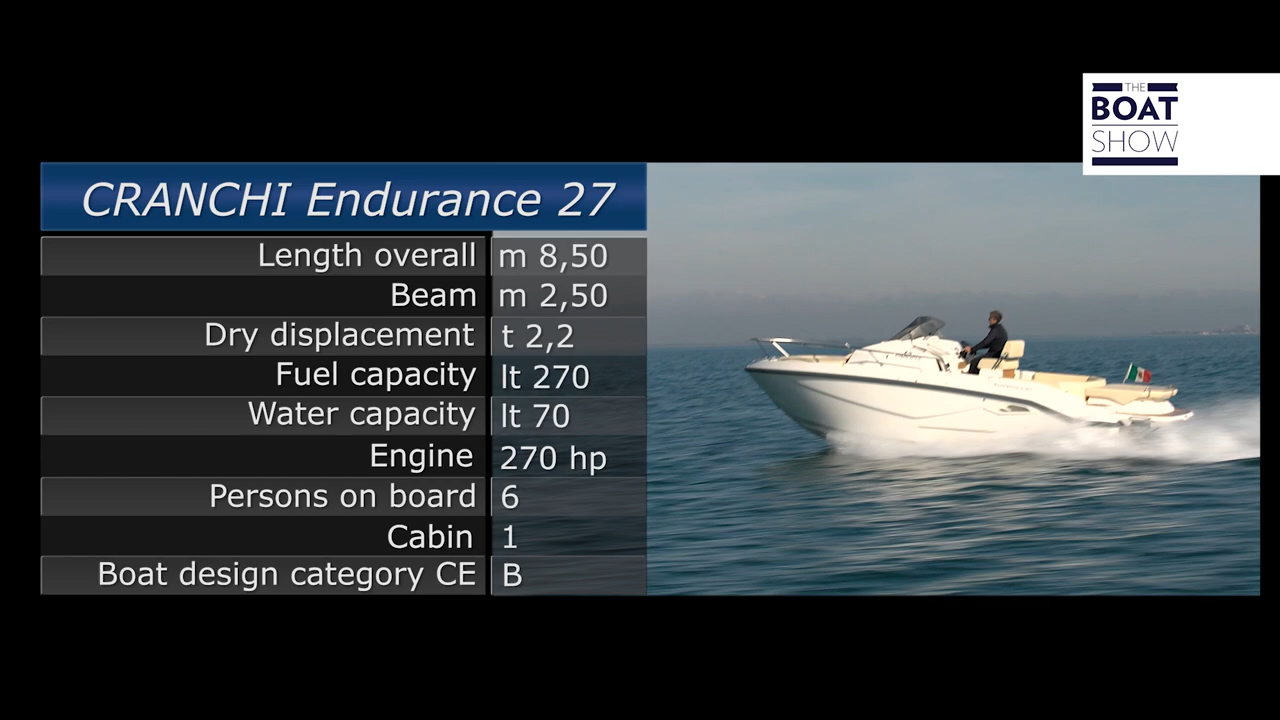 THE
BOAT
SHOW
CRANCHI Endurance 27
Length overall m 8,50
Beam m 2,50
Dry displacement t 2,2
Fuel capacity lt 270
Water capacity lt 70
Engine 270 hp
Persons on board 6
Cabin 1
Boat design category CE B